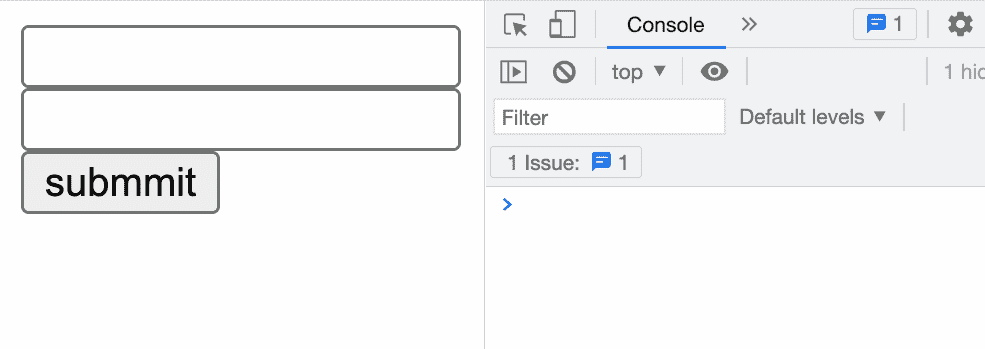 submmit
Console
1
top
1 hid
Filter
Default levels
1 Issue: 1